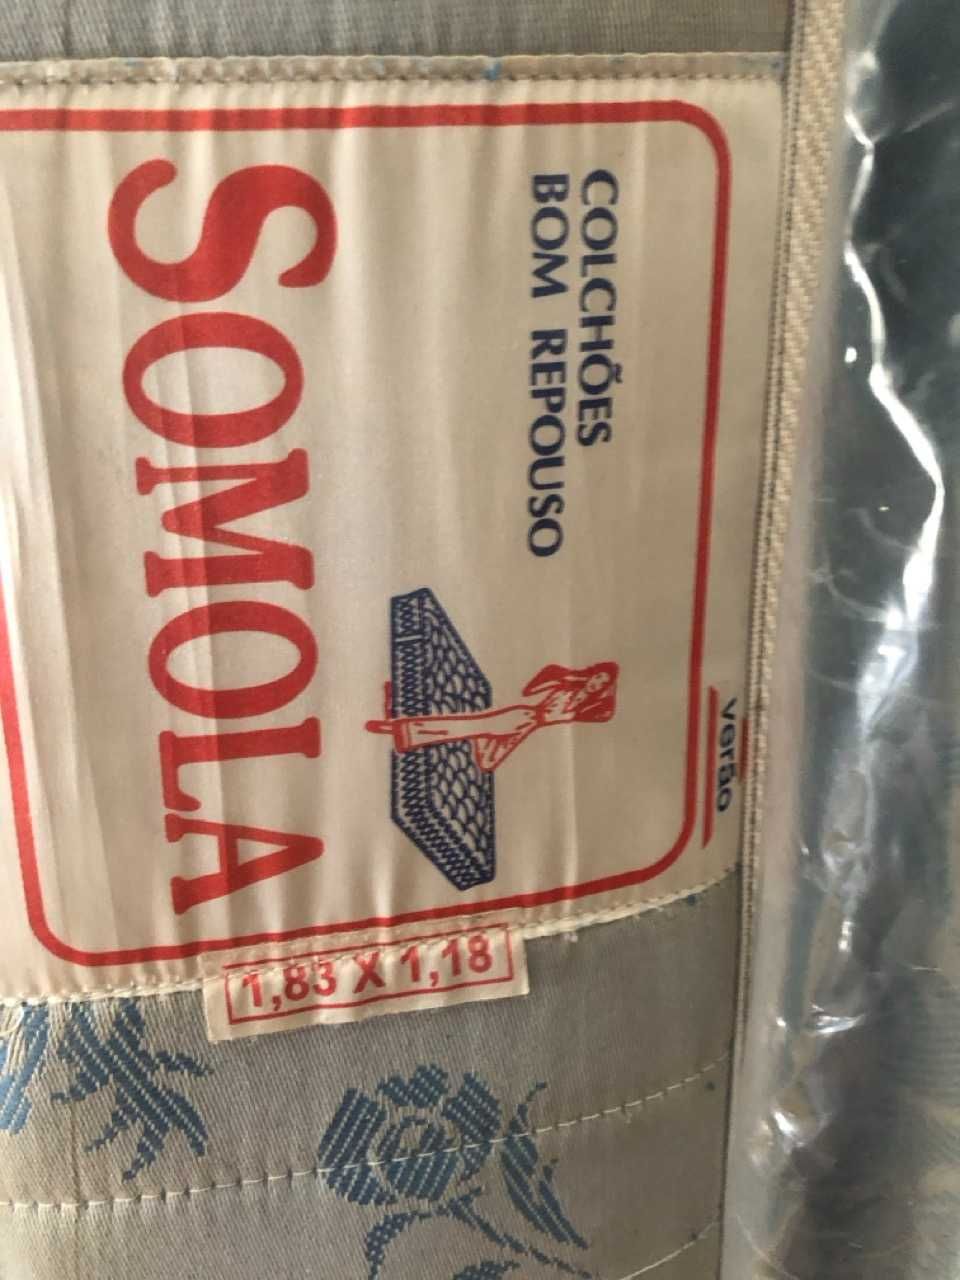 verão
COLCHÕES
BOM REPOUSO
SOMOLA
1,83 X 1,18